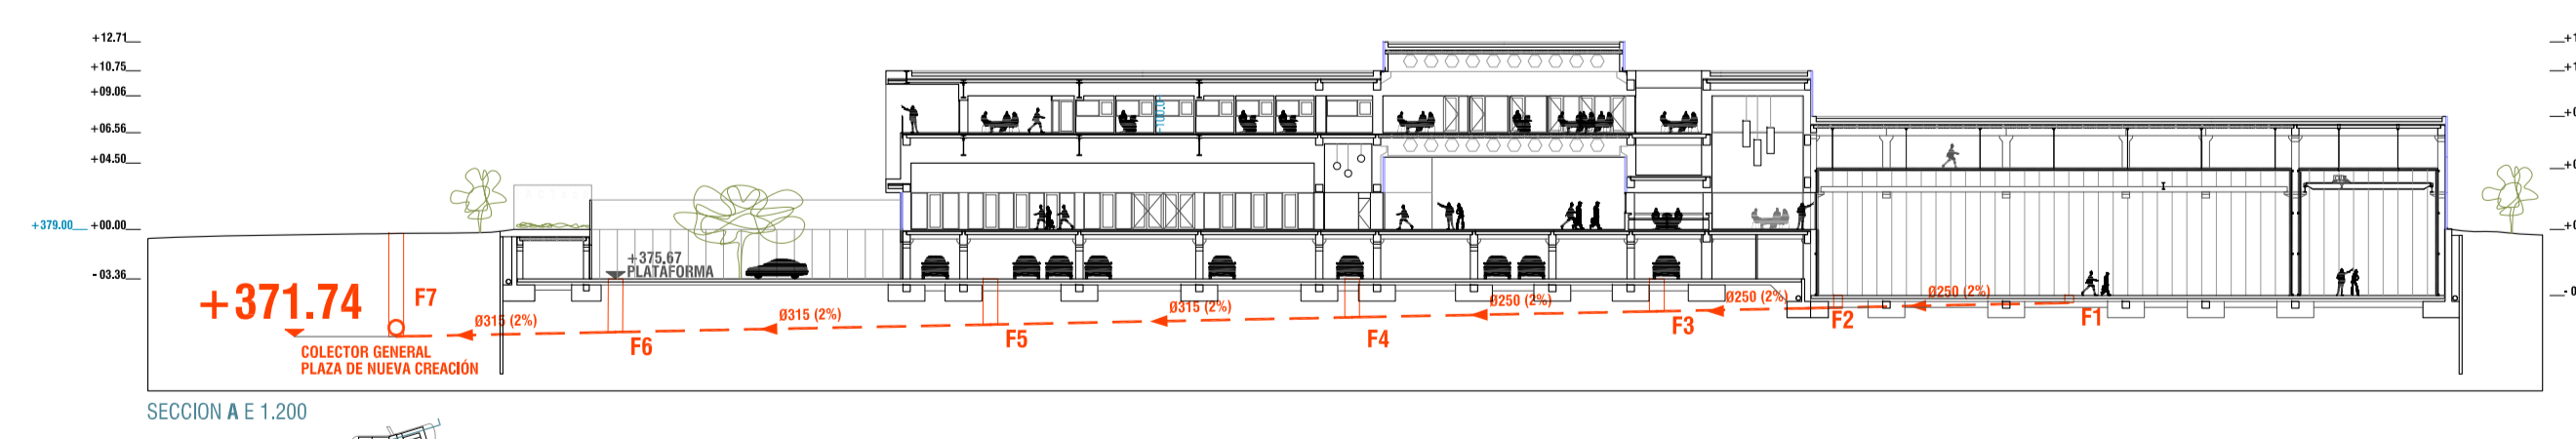 +12.71
+10.75
+09.06
+06.56
+04.50
+379.00 +00.00
- 03.36
+375.67
PLATAFORMA
+371.74
F7
Ø315 (2%)
Ø315 (2%)
Ø315 (2%)
Ø250 (2%)
Ø250 (2%)
Ø250 (2%)
F6
F5
F4
F3
F2
F1
COLECTOR GENERAL
PLAZA DE NUEVA CREACIÓN
SECCION A E 1.200